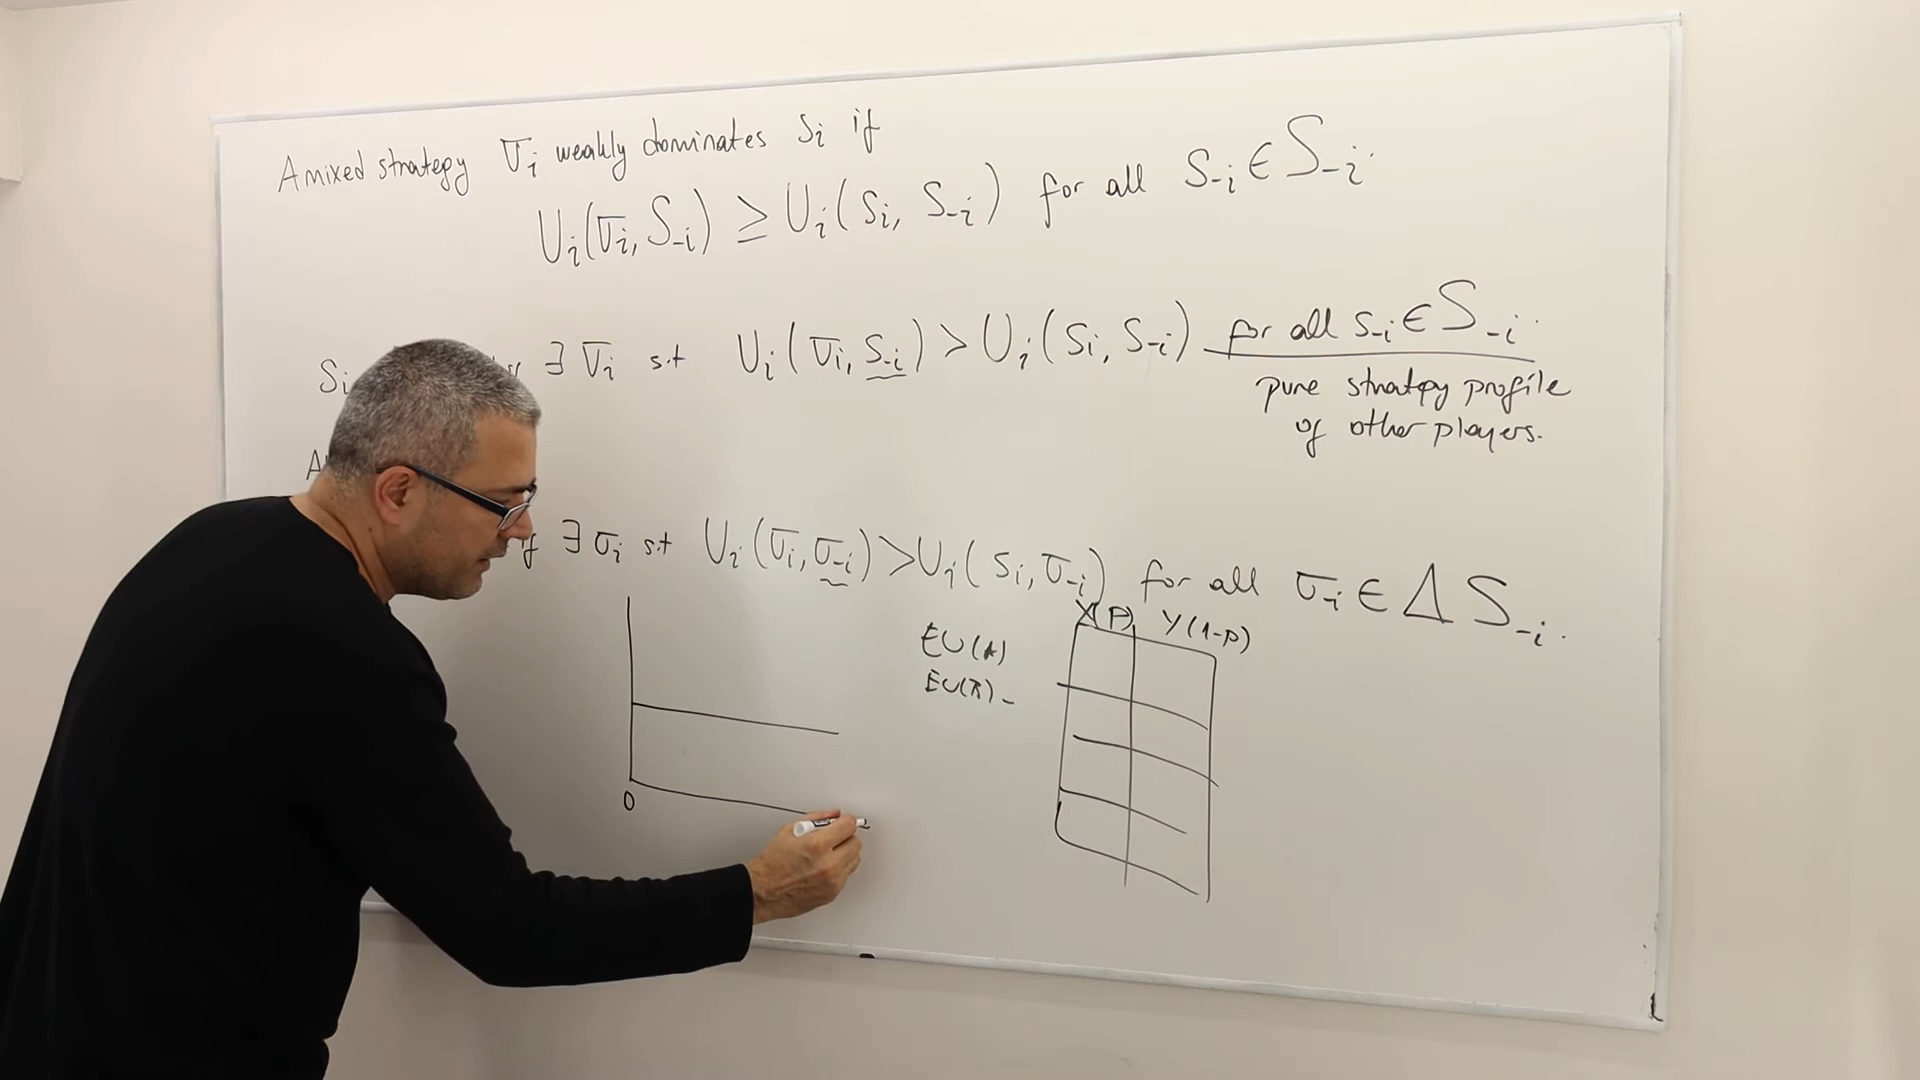 A mixed strategy σi weakly dominates si if
Ui(σi, S-i) ≥ Ui(si, S-i) for all s-i ∈ S-i.
Si ∃ σi s.t Ui(σi, s-i) > Ui(si, s-i) for all s-i ∈ S-i.
pure strategy profile
of other players.
if ∃ σi s.t Ui(σi, σ-i) > Ui(si, σ-i) for all σ-i ∈ Δ S-i.
X(p) Y(1-p)
EU(A)
0